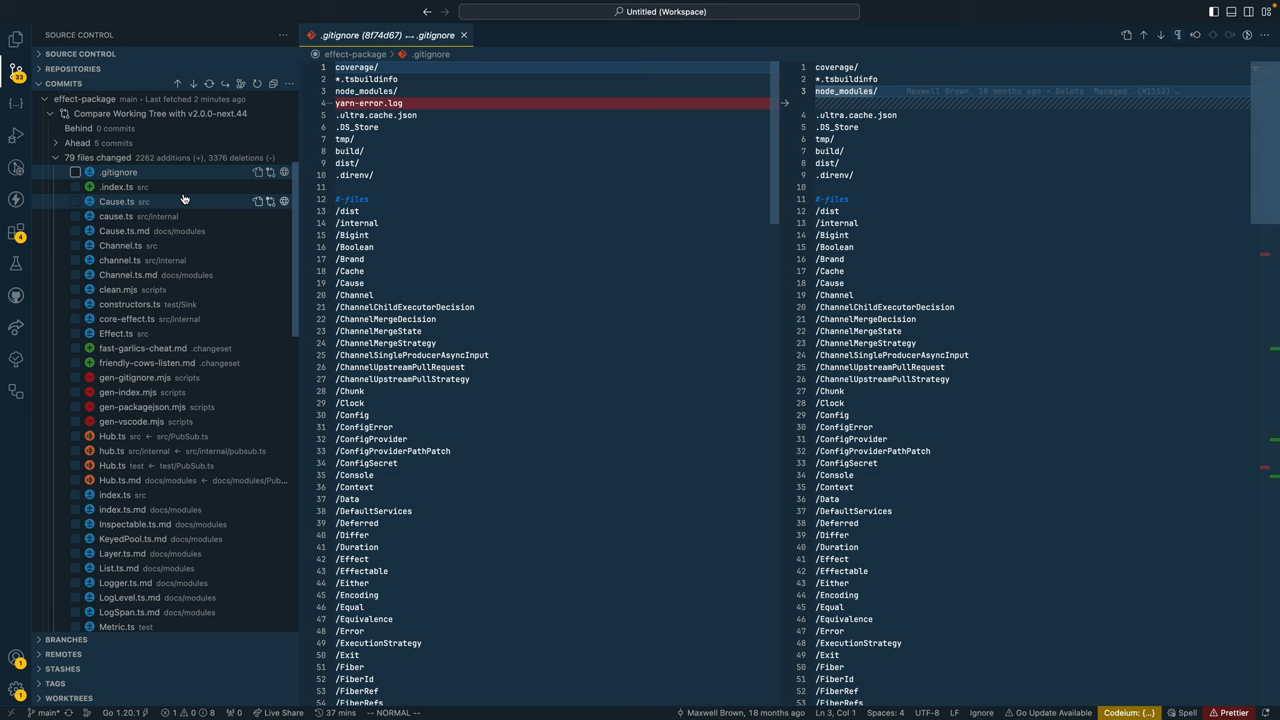 Untitled (Workspace)
SOURCE CONTROL
SOURCE CONTROL
REPOSITORIES
COMMITS
effect-package main • Last fetched 2 minutes ago
Compare Working Tree with v2.0.0-next.44
Behind 0 commits
Ahead 5 commits
79 files changed 2262 additions (+), 3376 deletions (-)
.gitignore
.index.ts src
Cause.ts src
cause.ts src/internal
Cause.ts.md docs/modules
Channel.ts src
channel.ts src/internal
Channel.ts.md docs/modules
clean.mjs scripts
constructors.ts test/Sink
core-effect.ts src/internal
Effect.ts src
fast-garlics-cheat.md .changeset
friendly-cows-listen.md .changeset
gen-gitignore.mjs scripts
gen-index.mjs scripts
gen-packagejson.mjs scripts
gen-vscode.mjs scripts
Hub.ts src ← src/PubSub.ts
hub.ts src/internal ← src/internal/pubsub.ts
Hub.ts test ← test/PubSub.ts
Hub.ts.md docs/modules ← docs/modules/Pub...
index.ts src
index.ts.md docs/modules
Inspectable.ts.md docs/modules
KeyedPool.ts.md docs/modules
Layer.ts.md docs/modules
List.ts.md docs/modules
Logger.ts.md docs/modules
LogLevel.ts.md docs/modules
LogSpan.ts.md docs/modules
Metric.ts test
BRANCHES
REMOTES
STASHES
TAGS
WORKTREES
33
4
1
1
.gitignore (8f74d67) ↔ .gitignore
effect-package > .gitignore
1 coverage/
2 *.tsbuildinfo
3 node_modules/
4 yarn-error.log
5 .ultra.cache.json
6 .DS_Store
7 tmp/
8 build/
9 dist/
10 .direnv/
11
12 # files
13 /dist
14 /internal
15 /Bigint
16 /Boolean
17 /Brand
18 /Cache
19 /Cause
20 /Channel
21 /ChannelChildExecutorDecision
22 /ChannelMergeDecision
23 /ChannelMergeState
24 /ChannelMergeStrategy
25 /ChannelSingleProducerAsyncInput
26 /ChannelUpstreamPullRequest
27 /ChannelUpstreamPullStrategy
28 /Chunk
29 /Clock
30 /Config
31 /ConfigError
32 /ConfigProvider
33 /ConfigProviderPathPatch
34 /ConfigSecret
35 /Console
36 /Context
37 /Data
38 /DefaultServices
39 /Deferred
40 /Differ
41 /Duration
42 /Effect
43 /Effectable
44 /Either
45 /Encoding
46 /Equal
47 /Equivalence
48 /Error
49 /ExecutionStrategy
50 /Exit
51 /Fiber
52 /FiberId
53 /FiberRef
54 /FiberRefs
1 coverage/
2 *.tsbuildinfo
3 node_modules/ Maxwell Brown, 18 months ago • Delete `Managed` (#1152) …
4 .ultra.cache.json
5 .DS_Store
6 tmp/
7 build/
8 dist/
9 .direnv/
10
11 # files
12 /dist
13 /internal
14 /Bigint
15 /Boolean
16 /Brand
17 /Cache
18 /Cause
19 /Channel
20 /ChannelChildExecutorDecision
21 /ChannelMergeDecision
22 /ChannelMergeState
23 /ChannelMergeStrategy
24 /ChannelSingleProducerAsyncInput
25 /ChannelUpstreamPullRequest
26 /ChannelUpstreamPullStrategy
27 /Chunk
28 /Clock
29 /Config
30 /ConfigError
31 /ConfigProvider
32 /ConfigProviderPathPatch
33 /ConfigSecret
34 /Console
35 /Context
36 /Data
37 /DefaultServices
38 /Deferred
39 /Differ
40 /Duration
41 /Effect
42 /Effectable
43 /Either
44 /Encoding
45 /Equal
46 /Equivalence
47 /Error
48 /ExecutionStrategy
49 /Exit
50 /Fiber
51 /FiberId
52 /FiberRef
53 /FiberRefs
main* Go 1.20.1 1 0 8 0 Live Share 37 mins -- NORMAL -- Maxwell Brown, 18 months ago Ln 3, Col 1 Spaces: 4 UTF-8 LF Ignore Go Update Available Codeium: {...} Spell Prettier